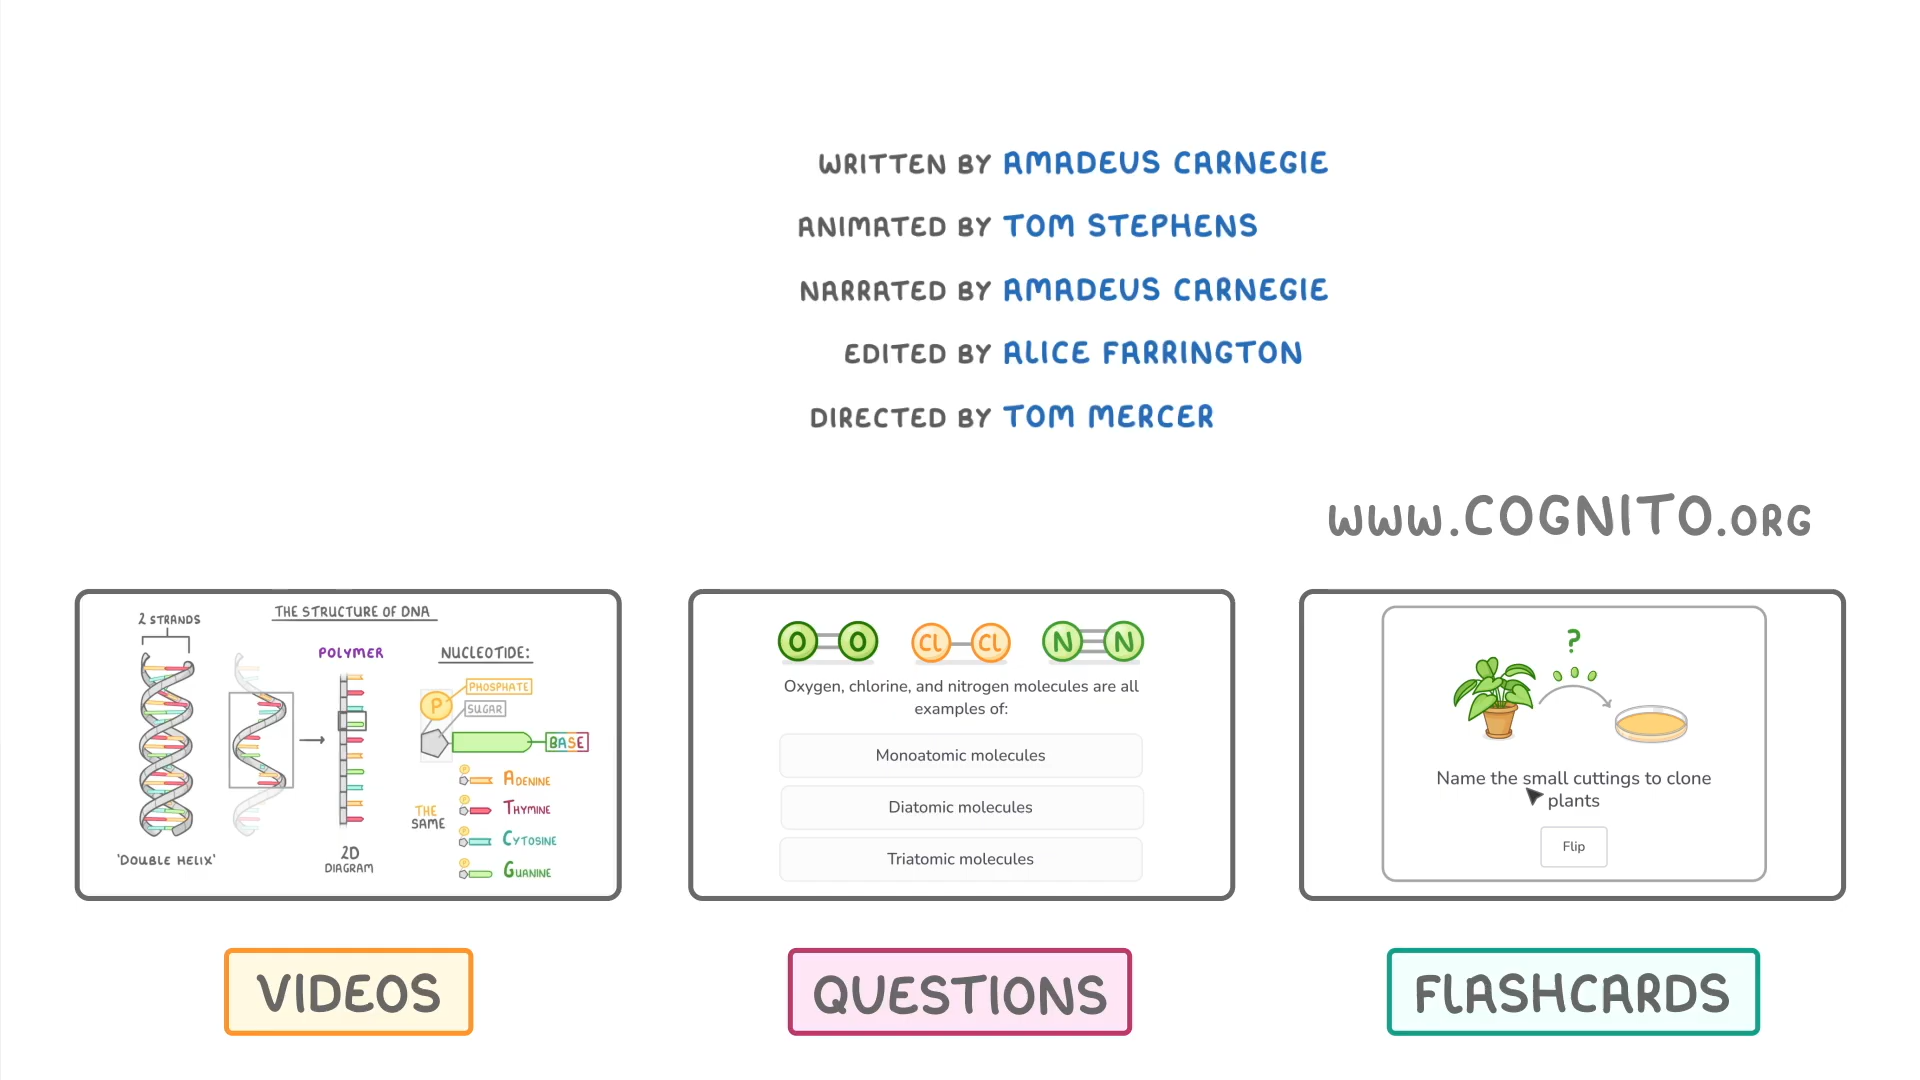 WRITTEN BY AMADEUS CARNEGIE
ANIMATED BY TOM STEPHENS
NARRATED BY AMADEUS CARNEGIE
EDITED BY ALICE FARRINGTON
DIRECTED BY TOM MERCER
www.COGNITO.ORG
THE STRUCTURE OF DNA
2 STRANDS
POLYMER
NUCLEOTIDE:
PHOSPHATE
P
SUGAR
BASE
P ADENINE
P THYMINE
THE SAME
P CYTOSINE
P GUANINE
'DOUBLE HELIX'
2D
DIAGRAM
O O Cl Cl N N
Oxygen, chlorine, and nitrogen molecules are all
examples of:
Monoatomic molecules
Diatomic molecules
Triatomic molecules
?
Name the small cuttings to clone
plants
Flip
VIDEOS
QUESTIONS
FLASHCARDS